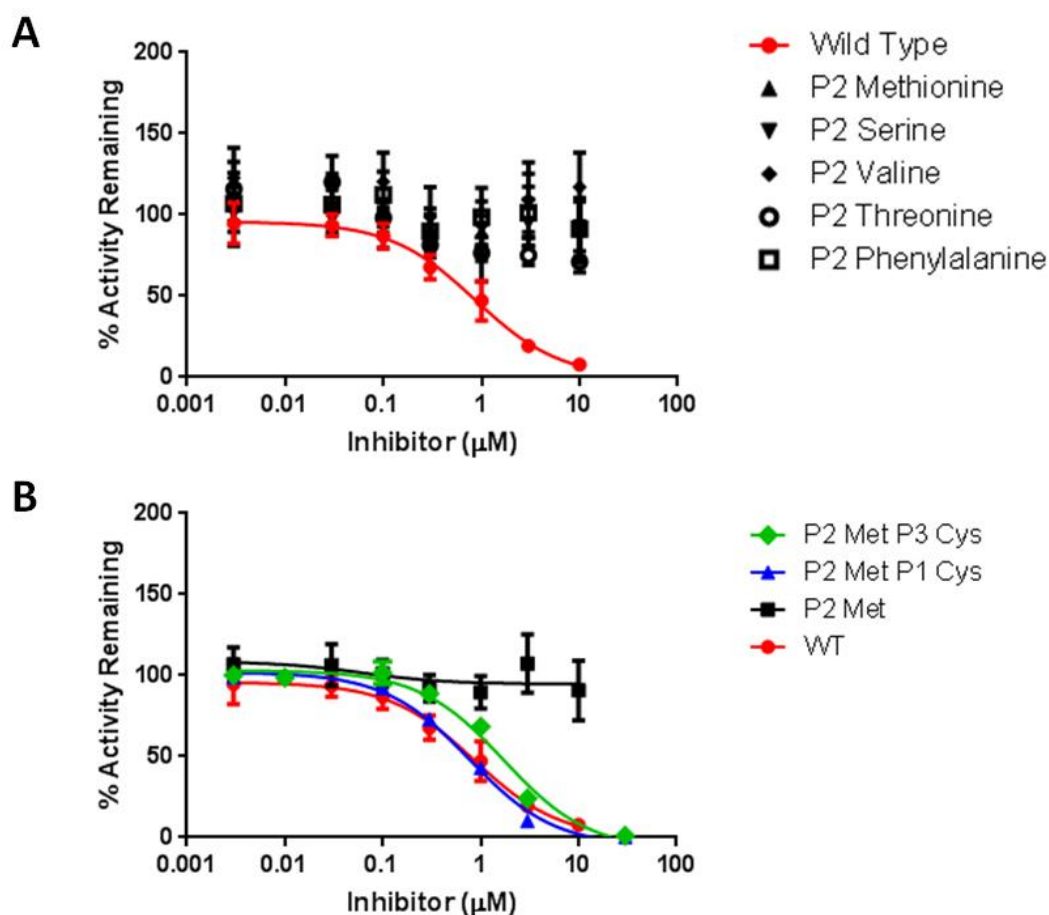 A
200
150
100
50
0
% Activity Remaining
0.001 0.01 0.1 1 10 100
Inhibitor (µM)
Wild Type
P2 Methionine
P2 Serine
P2 Valine
P2 Threonine
P2 Phenylalanine
B
200
150
100
50
0
% Activity Remaining
0.001 0.01 0.1 1 10 100
Inhibitor (µM)
P2 Met P3 Cys
P2 Met P1 Cys
P2 Met
WT